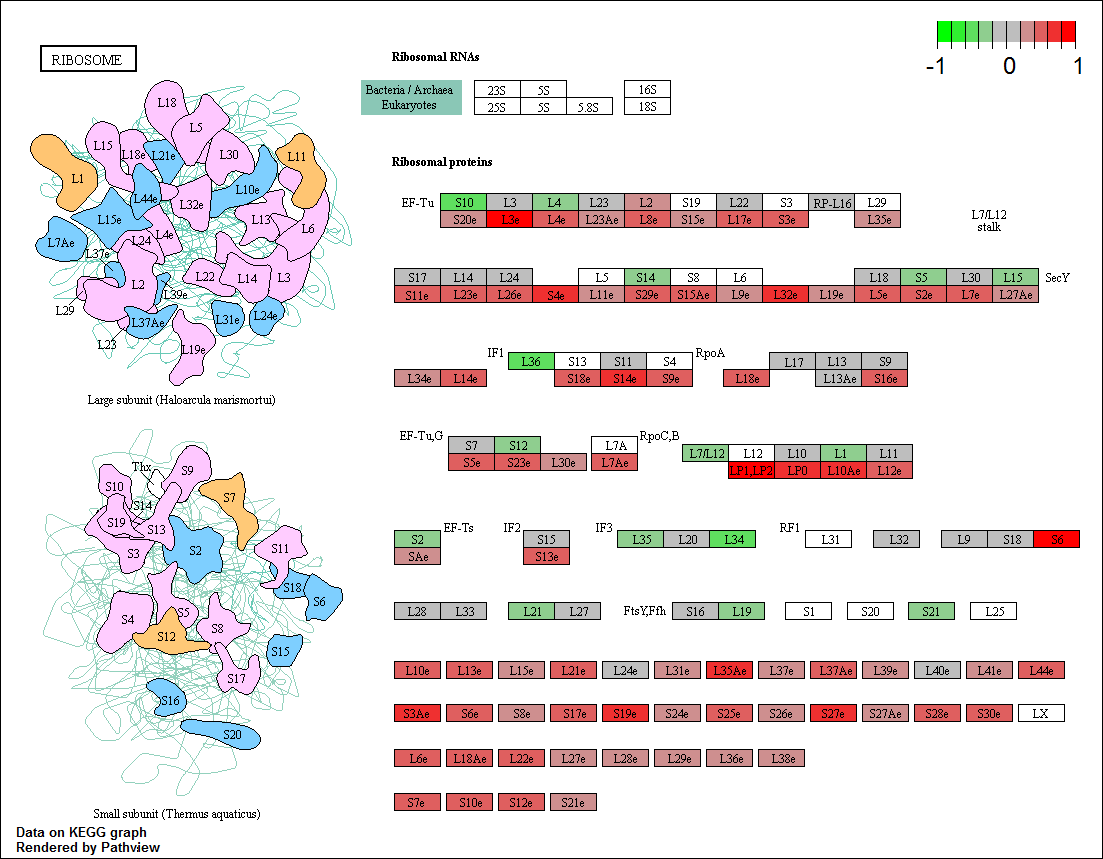 RIBOSOME
-1 0 1
Ribosomal RNAs
Bacteria / Archaea 23S 5S 16S
Eukaryotes 25S 5S 5.8S 18S
Ribosomal proteins
EF-Tu S10 L3 L4 L23 L2 S19 L22 S3 RP-L16 L29
S20e L3e L4e L23Ae L8e S15e L17e S3e L35e
L7/L12
stalk
S17 L14 L24 L5 S14 S8 L6 L18 S5 L30 L15 SecY
S11e L23e L26e S4e L11e S29e S15Ae L9e L32e L19e L5e S2e L7e L27Ae
IF1 L36 S13 S11 S4 RpoA L17 L13 S9
L34e L14e S18e S14e S9e L18e L13Ae S16e
EF-Tu,G S7 S12 L7A RpoC,B L7/L12 L12 L10 L1 L11
S5e S23e L30e L7Ae LP1,LP2 LP0 L10Ae L12e
S2 EF-Ts IF2 S15 IF3 L35 L20 L34 RF1 L31 L32 L9 S18 S6
SAe S13e
L28 L33 L21 L27 FtsY,Ffh S16 L19 S1 S20 S21 L25
L10e L13e L15e L21e L24e L31e L35Ae L37e L37Ae L39e L40e L41e L44e
S3Ae S6e S8e S17e S19e S24e S25e S26e S27e S27Ae S28e S30e LX
L6e L18Ae L22e L27e L28e L29e L36e L38e
S7e S10e S12e S21e
L18
L5
L15
L18e
L21e
L30
L11
L1
L44e
L10e
L32e
L15e
L13
L6
L7Ae
L24
L4e
L37e
L22
L14
L3
L2
L39e
L29
L37Ae
L31e
L24e
L23
L19e
Large subunit (Haloarcula marismortui)
Thx
S9
S10
S7
S14
S19
S13
S3
S2
S11
S18
S6
S4
S5
S8
S12
S15
S17
S16
S20
Small subunit (Thermus aquaticus)
Data on KEGG graph
Rendered by Pathview